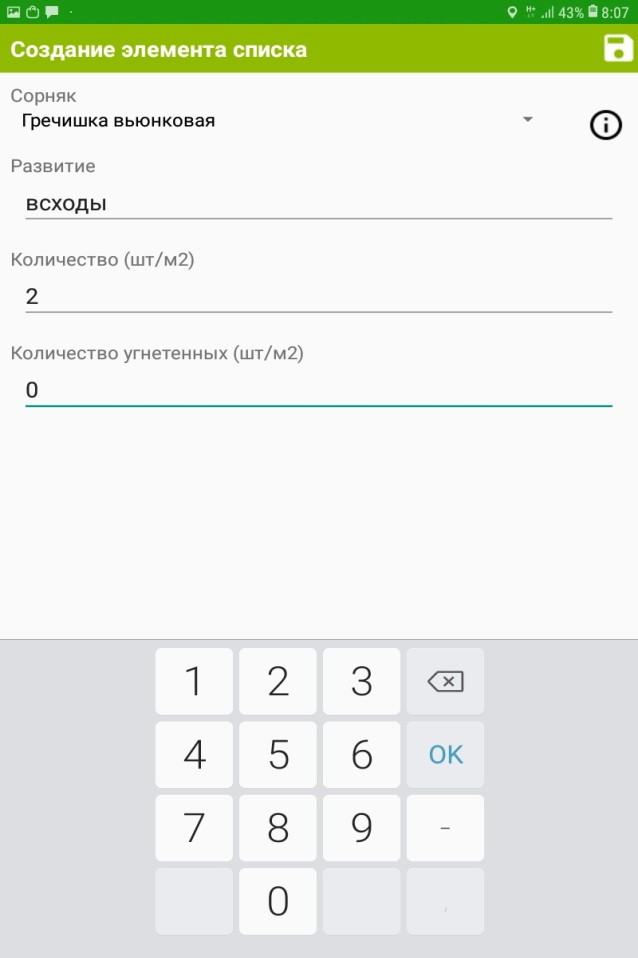 43% 8:07
Создание элемента списка
Сорняк
Гречишка вьюнковая
Развитие
всходы
Количество (шт/м2)
2
Количество угнетенных (шт/м2)
0
1 2 3
4 5 6 OK
7 8 9 -
0 ,